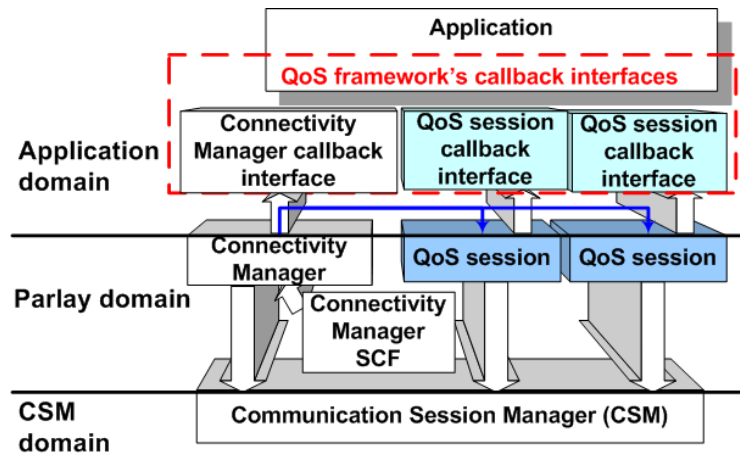 Application
QoS framework's callback interfaces
Connectivity
Manager callback
interface
QoS session
callback
interface
QoS session
callback
interface
Application
domain
Connectivity
Manager
QoS session
QoS session
Parlay domain
Connectivity
Manager
SCF
CSM
domain
Communication Session Manager (CSM)